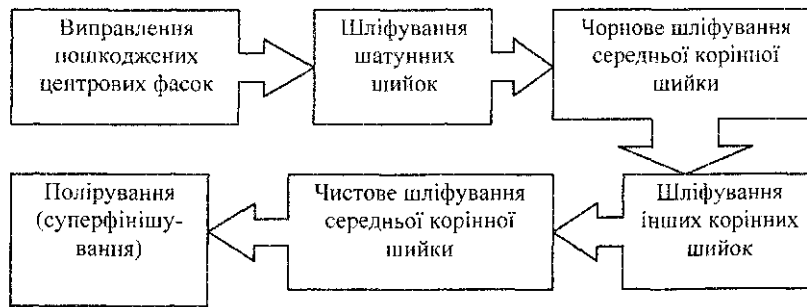 Виправлення
пошкоджених
центрових фасок
Шліфування
шатунних
шийок
Чорнове шліфування
середньої корінної
шийки
Шліфування
інших корінних
шийок
Чистове шліфування
середньої корінної
шийки
Полірування
(суперфінішу-
вання)